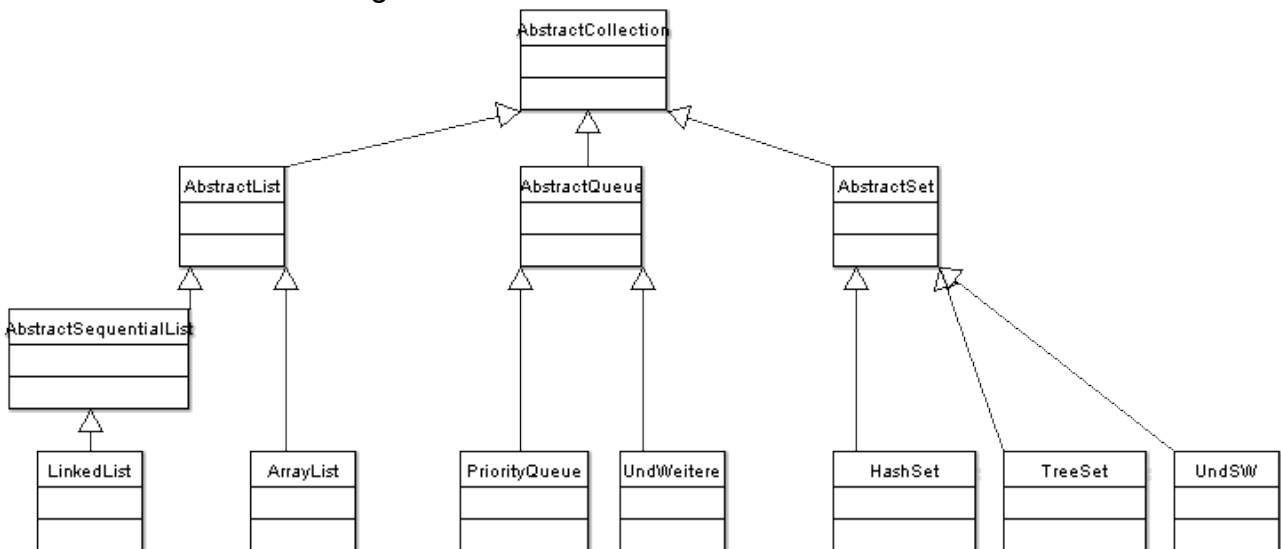 g
AbstractCollection
AbstractList
AbstractQueue
AbstractSet
AbstractSequentialList
LinkedList
ArrayList
PriorityQueue
UndWeitere
HashSet
TreeSet
UndSW